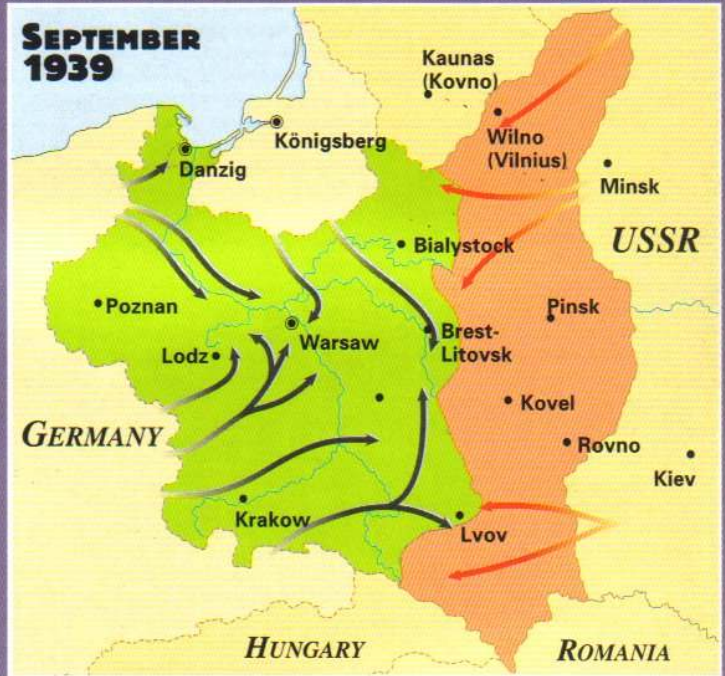 SEPTEMBER
1939
Kaunas
(Kovno)
Königsberg
Wilno
(Vilnius)
Danzig
Minsk
USSR
Bialystock
Poznan
Pinsk
Warsaw
Brest-
Litovsk
Lodz
Kovel
GERMANY
Rovno
Kiev
Krakow
Lvov
HUNGARY
ROMANIA